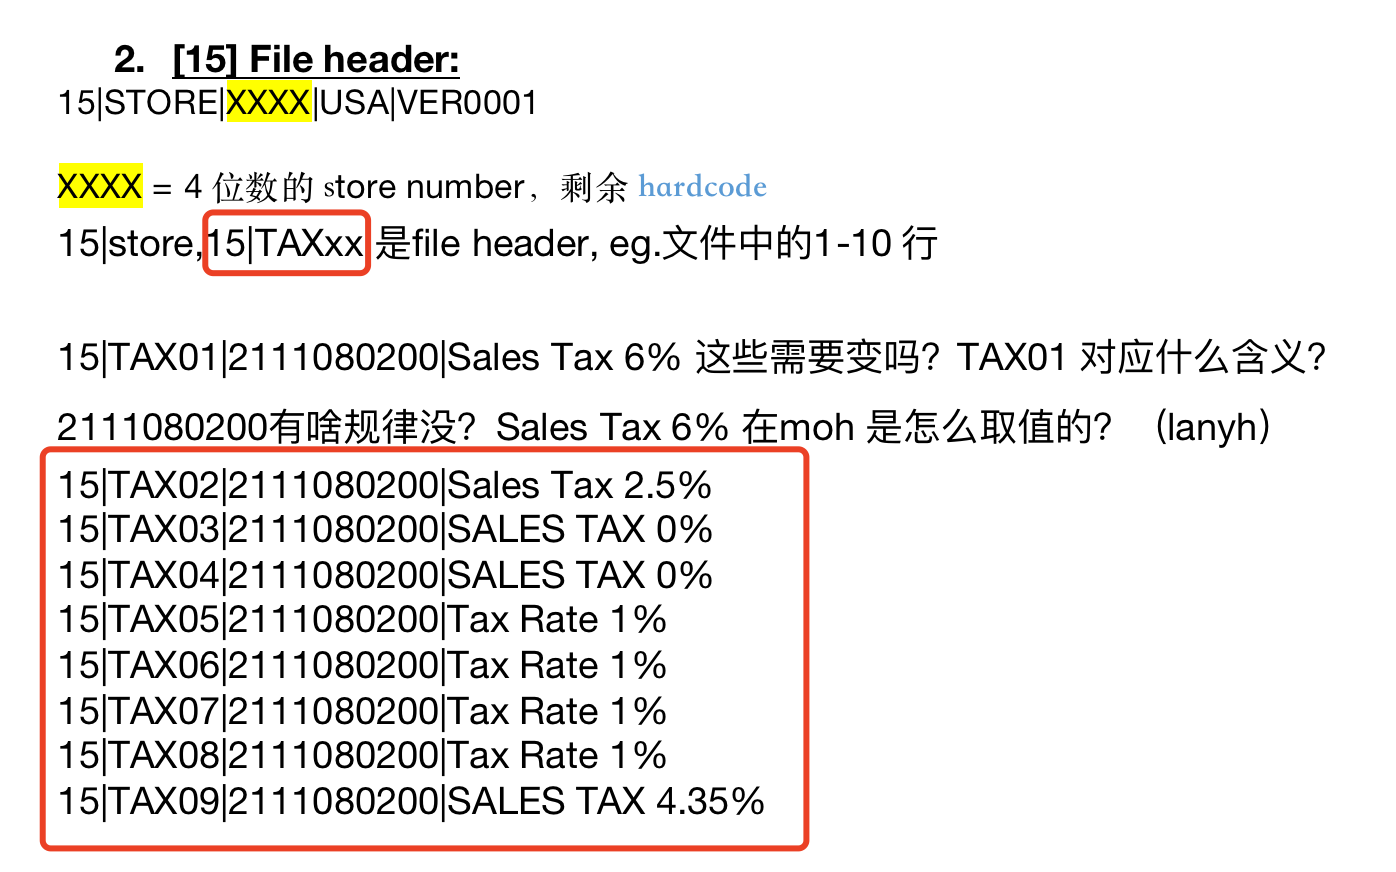 2. [15] File header:
15|STORE|XXXX|USA|VER0001
XXXX = 4 位数的 store number，剩余 hardcode
15|store,15|TAXxx 是file header, eg.文件中的1-10 行
15|TAX01|2111080200|Sales Tax 6% 这些需要变吗？TAX01 对应什么含义？
2111080200有啥规律没？Sales Tax 6% 在moh 是怎么取值的？（lanyh）
15|TAX02|2111080200|Sales Tax 2.5%
15|TAX03|2111080200|SALES TAX 0%
15|TAX04|2111080200|SALES TAX 0%
15|TAX05|2111080200|Tax Rate 1%
15|TAX06|2111080200|Tax Rate 1%
15|TAX07|2111080200|Tax Rate 1%
15|TAX08|2111080200|Tax Rate 1%
15|TAX09|2111080200|SALES TAX 4.35%